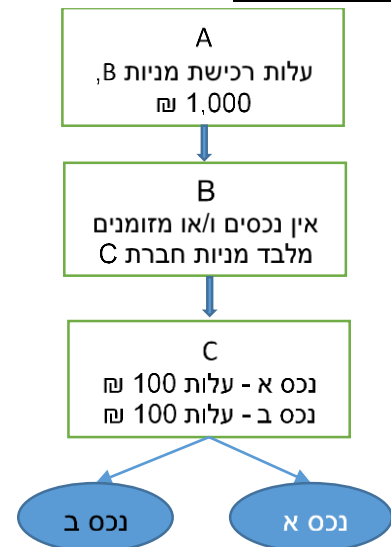 A
עלות רכישת מניות B,
1,000 ₪
B
אין נכסים ו/או מזומנים
מלבד מניות חברת C
C
נכס א - עלות 100 ₪
נכס ב - עלות 100 ₪
נכס א
נכס ב